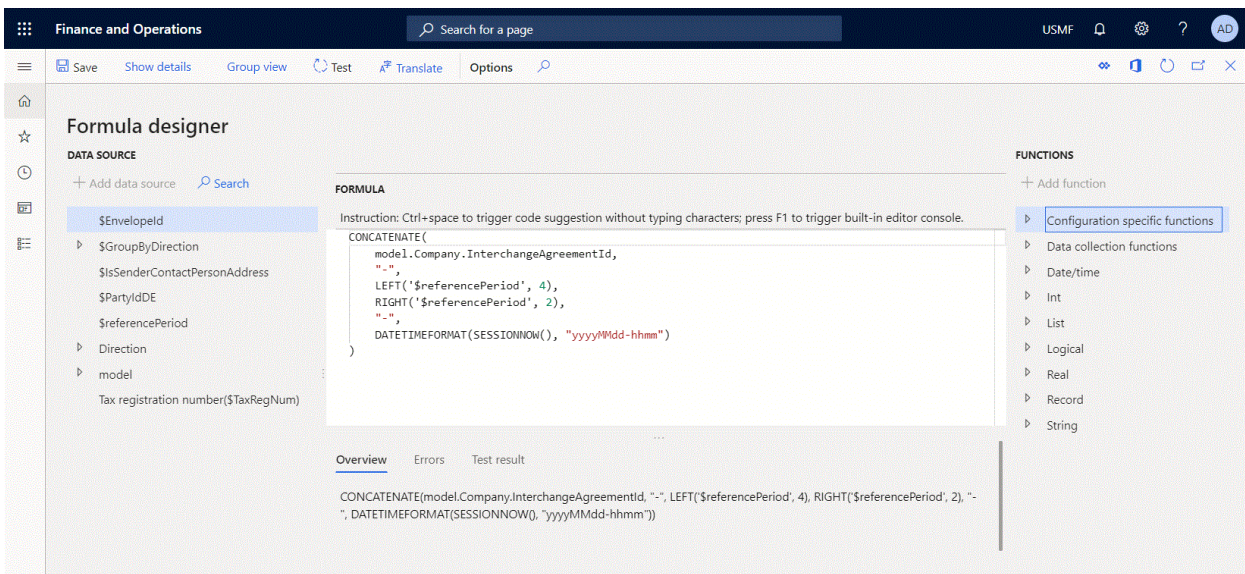 Finance and Operations
Search for a page
USMF
?
AD
Save
Show details
Group view
Test
Translate
Options
Formula designer
DATA SOURCE
Add data source
Search
$EnvelopeId
$GroupByDirection
$IsSenderContactPersonAddress
$PartyIdDE
$referencePeriod
Direction
model
Tax registration number($TaxRegNum)
FORMULA
Instruction: Ctrl+space to trigger code suggestion without typing characters; press F1 to trigger built-in editor console.
CONCATENATE(
model.Company.InterchangeAgreementId,
"-",
LEFT('$referencePeriod', 4),
RIGHT('$referencePeriod', 2),
"-",
DATETIMEFORMAT(SESSIONNOW(), "yyyyMMdd-hhmm")
)
Overview
Errors
Test result
CONCATENATE(model.Company.InterchangeAgreementId, "-", LEFT('$referencePeriod', 4), RIGHT('$referencePeriod', 2), "-
", DATETIMEFORMAT(SESSIONNOW(), "yyyyMMdd-hhmm"))
FUNCTIONS
Add function
Configuration specific functions
Data collection functions
Date/time
Int
List
Logical
Real
Record
String